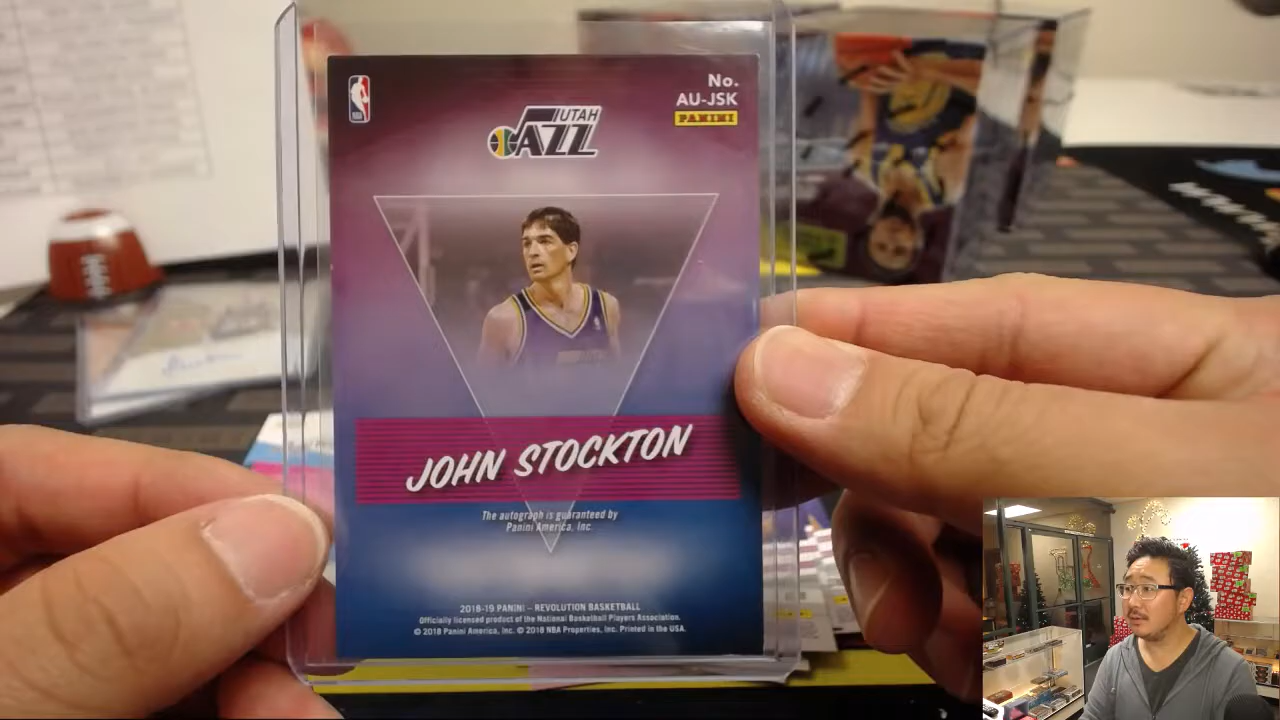 No.
AU-JSK
PANINI
UTAH
JAZZ
JOHN STOCKTON
The autograph is guaranteed by
Panini America, Inc.
2018-19 PANINI – REVOLUTION BASKETBALL
Officially licensed product of the National Basketball Players Association.
© 2018 Panini America, Inc. © 2018 NBA Properties, Inc. Printed in the USA.